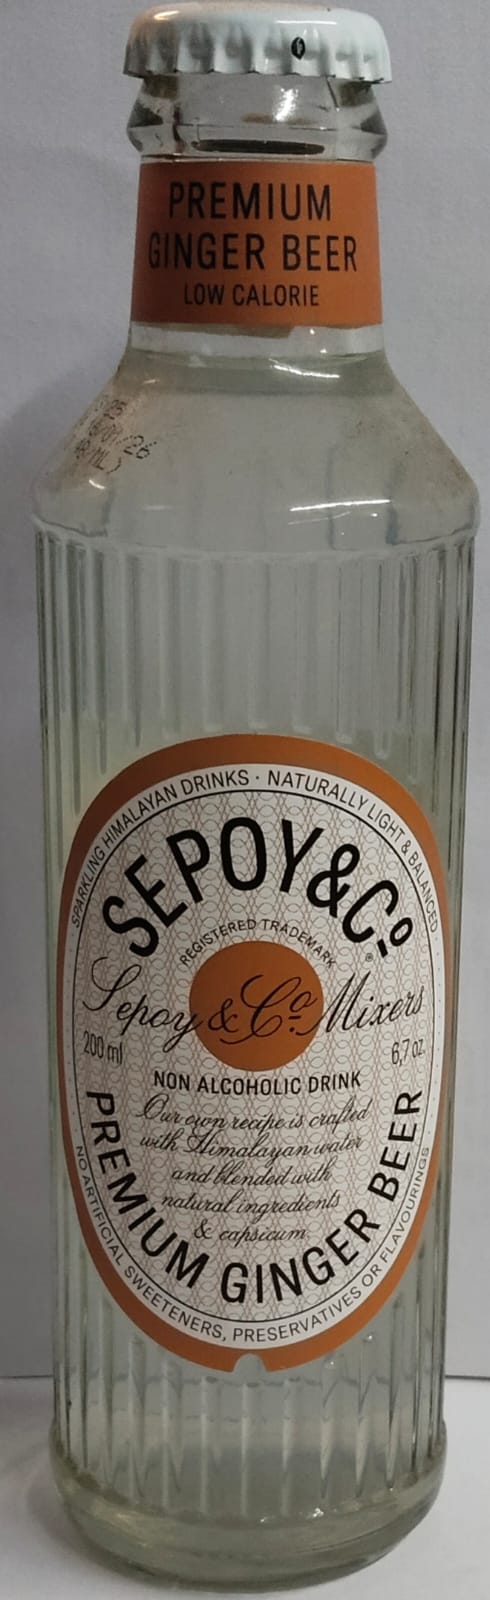 PREMIUM
GINGER BEER
LOW CALORIE
SPARKLING HIMALAYAN DRINKS · NATURALLY LIGHT & BALANCED
SEPOY&Cº
REGISTERED TRADEMARK
®
Sepoy & Cº Mixers
200 ml
6,7 oz.
NON ALCOHOLIC DRINK
Our own recipe is crafted
with Himalayan water
and blended with
natural ingredients
& capsicum.
PREMIUM GINGER BEER
NO ARTIFICIAL SWEETENERS, PRESERVATIVES OR FLAVOURINGS